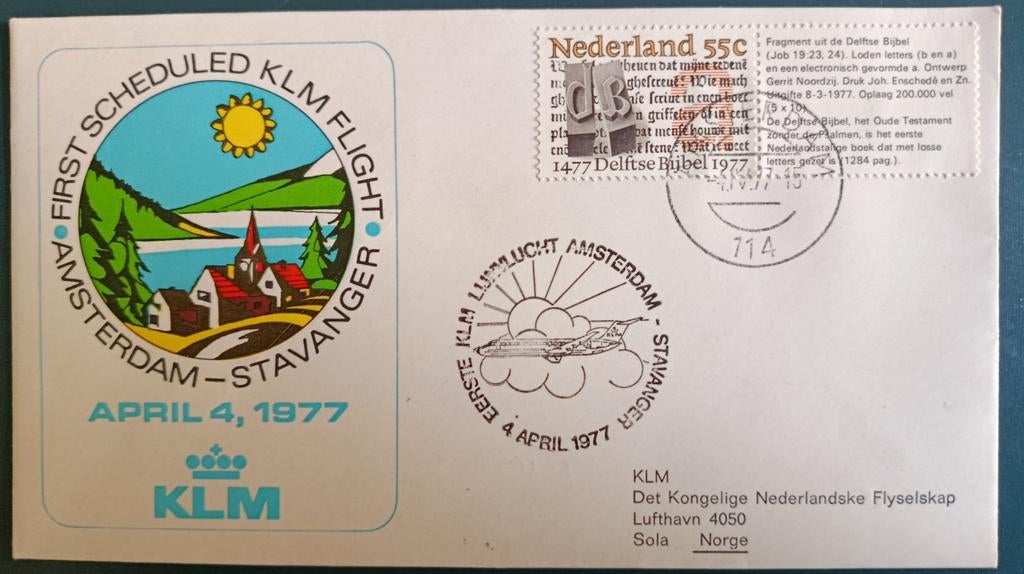 • FIRST SCHEDULED KLM FLIGHT •
AMSTERDAM – STAVANGER
APRIL 4, 1977
KLM
Nederland 55c
dB
1477 Delftse Bijbel 1977
Fragment uit de Delftse Bijbel
(Job 19:23, 24). Loden letters (b en a)
en een electronisch gevormde a. Ontwerp
Gerrit Noordzij. Druk Joh. Enschedé en Zn.
Uitgifte 8-3-1977. Oplaag 200.000 vel
(5 x 10)
De Delftse Bijbel, het Oude Testament
zonder de Psalmen, is het eerste
Nederlandstalige boek dat met losse
letters gezet is (1284 pag.).
114
EERSTE KLM LIJNVLUCHT AMSTERDAM - STAVANGER
4 APRIL 1977
KLM
Det Kongelige Nederlandske Flyselskap
Lufthavn 4050
Sola Norge